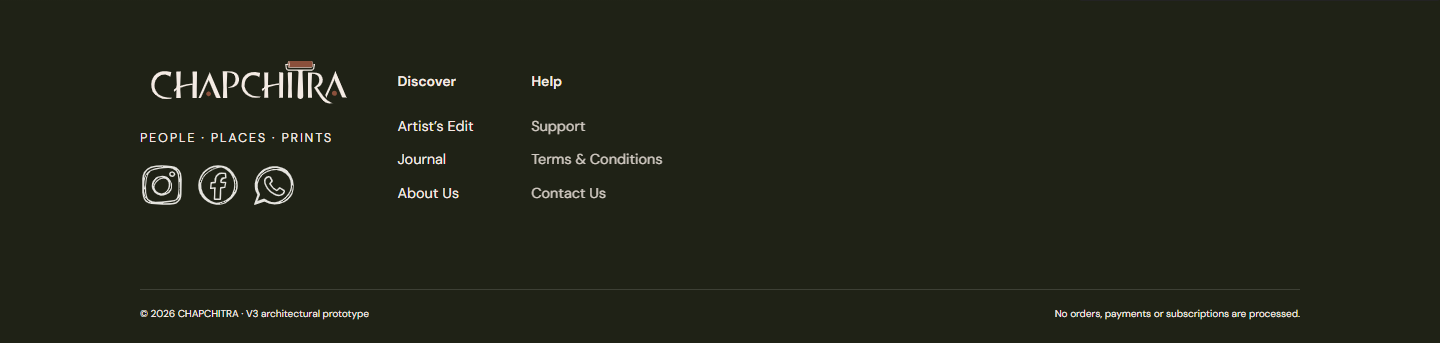 CHAPCHITRA
PEOPLE · PLACES · PRINTS
Discover
Artist’s Edit
Journal
About Us
Help
Support
Terms & Conditions
Contact Us
© 2026 CHAPCHITRA · V3 architectural prototype
No orders, payments or subscriptions are processed.